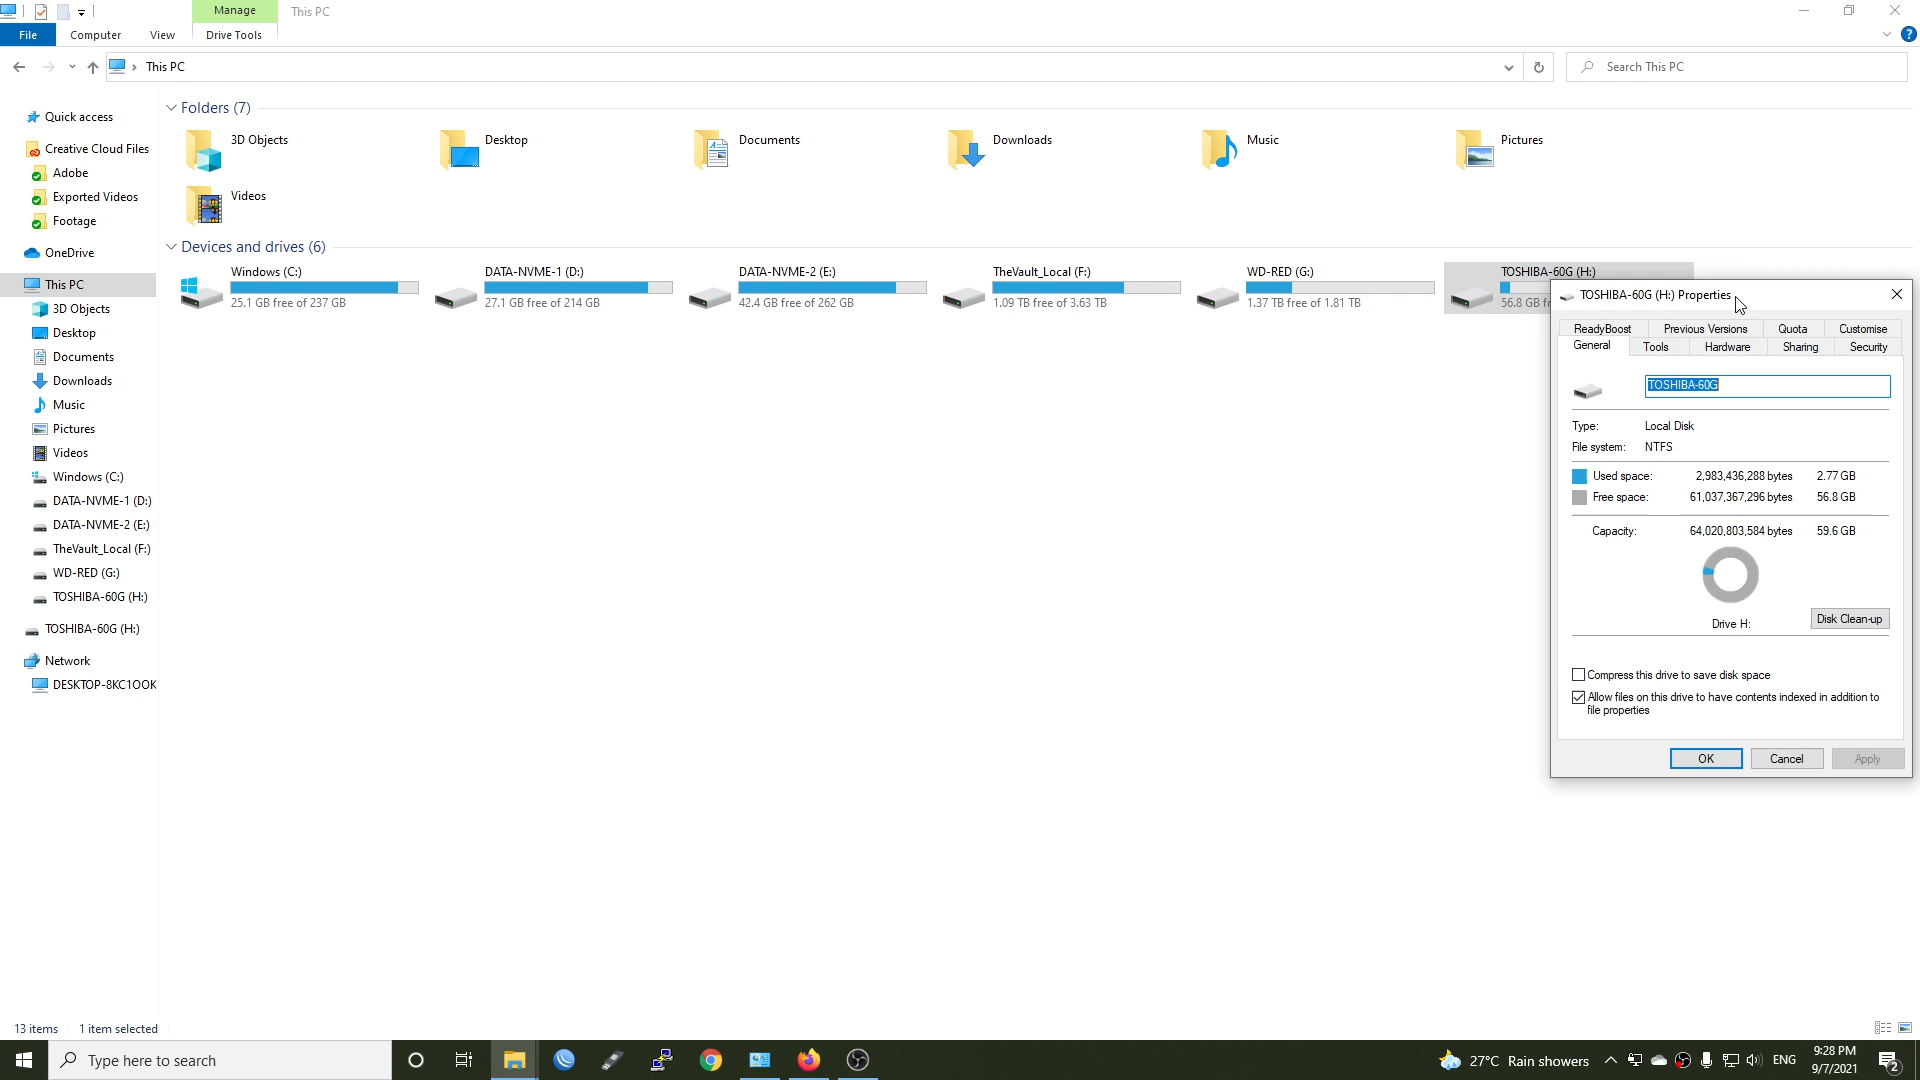 Manage
This PC
File
Computer
View
Drive Tools
This PC
Search This PC
Quick access
Creative Cloud Files
Adobe
Exported Videos
Footage
OneDrive
This PC
3D Objects
Desktop
Documents
Downloads
Music
Pictures
Videos
Windows (C:)
DATA-NVME-1 (D:)
DATA-NVME-2 (E:)
TheVault_Local (F:)
WD-RED (G:)
TOSHIBA-60G (H:)
TOSHIBA-60G (H:)
Network
DESKTOP-8KC1OOK
Folders (7)
3D Objects
Desktop
Documents
Downloads
Music
Pictures
Videos
Devices and drives (6)
Windows (C:)
25.1 GB free of 237 GB
DATA-NVME-1 (D:)
27.1 GB free of 214 GB
DATA-NVME-2 (E:)
42.4 GB free of 262 GB
TheVault_Local (F:)
1.09 TB free of 3.63 TB
WD-RED (G:)
1.37 TB free of 1.81 TB
TOSHIBA-60G (H:)
56.8 GB fr
TOSHIBA-60G (H:) Properties
ReadyBoost
Previous Versions
Quota
Customise
General
Tools
Hardware
Sharing
Security
TOSHIBA-60G
Type: Local Disk
File system: NTFS
Used space: 2,983,436,288 bytes 2.77 GB
Free space: 61,037,367,296 bytes 56.8 GB
Capacity: 64,020,803,584 bytes 59.6 GB
Drive H:
Disk Clean-up
Compress this drive to save disk space
Allow files on this drive to have contents indexed in addition to
file properties
OK
Cancel
Apply
13 items
1 item selected
Type here to search
27°C Rain showers
ENG
9:28 PM
9/7/2021
2